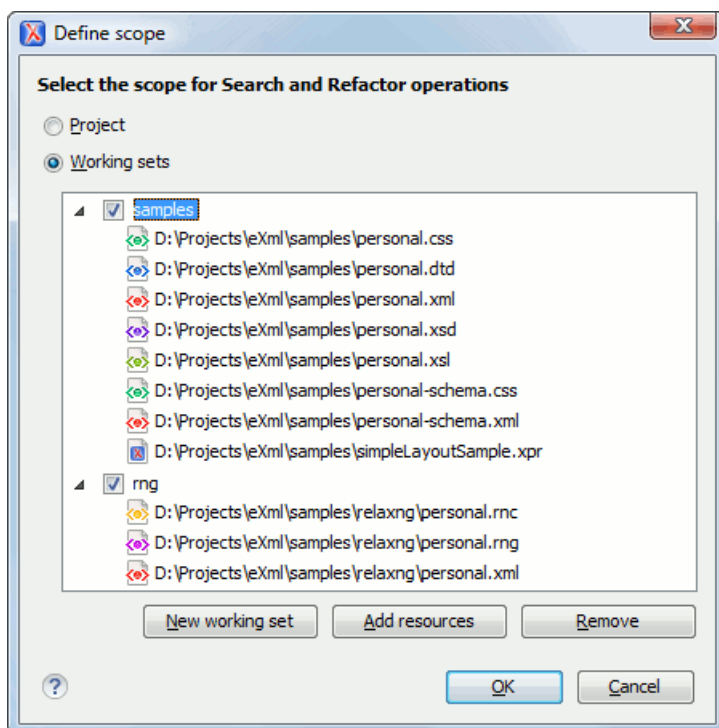 Define scope
Select the scope for Search and Refactor operations
Project
Working sets
samples
D:\Projects\eXml\samples\personal.css
D:\Projects\eXml\samples\personal.dtd
D:\Projects\eXml\samples\personal.xml
D:\Projects\eXml\samples\personal.xsd
D:\Projects\eXml\samples\personal.xsl
D:\Projects\eXml\samples\personal-schema.css
D:\Projects\eXml\samples\personal-schema.xml
D:\Projects\eXml\samples\simpleLayoutSample.xpr
rng
D:\Projects\eXml\samples\relaxng\personal.rnc
D:\Projects\eXml\samples\relaxng\personal.rng
D:\Projects\eXml\samples\relaxng\personal.xml
New working set Add resources Remove
? OK Cancel